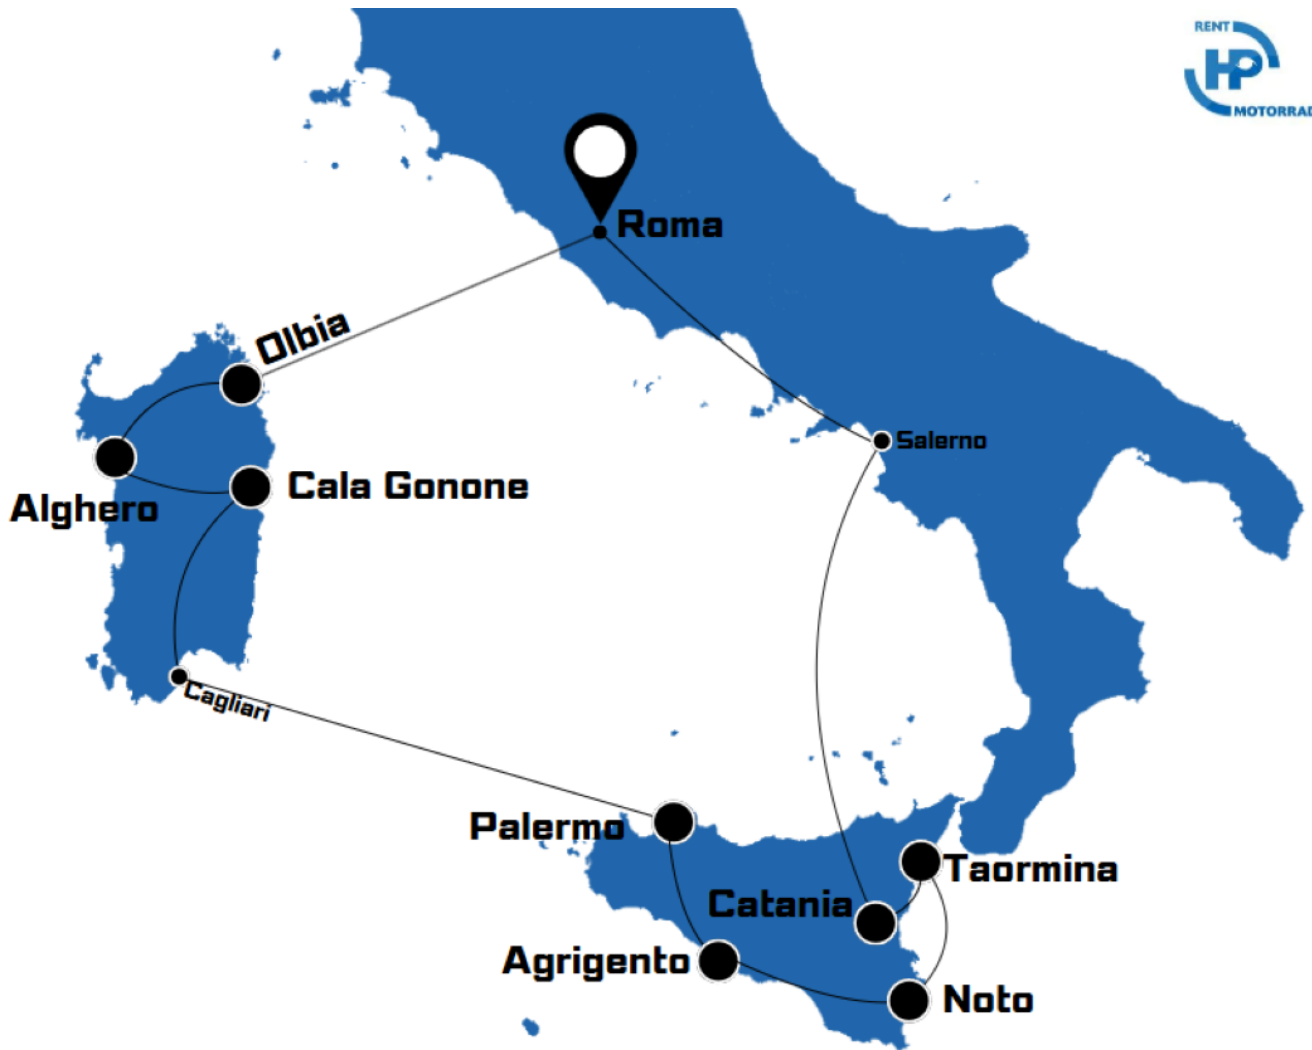 RENT
HP
MOTORRAD
Roma
Olbia
Salerno
Cala Gonone
Alghero
Cagliari
Palermo
Taormina
Catania
Agrigento
Noto